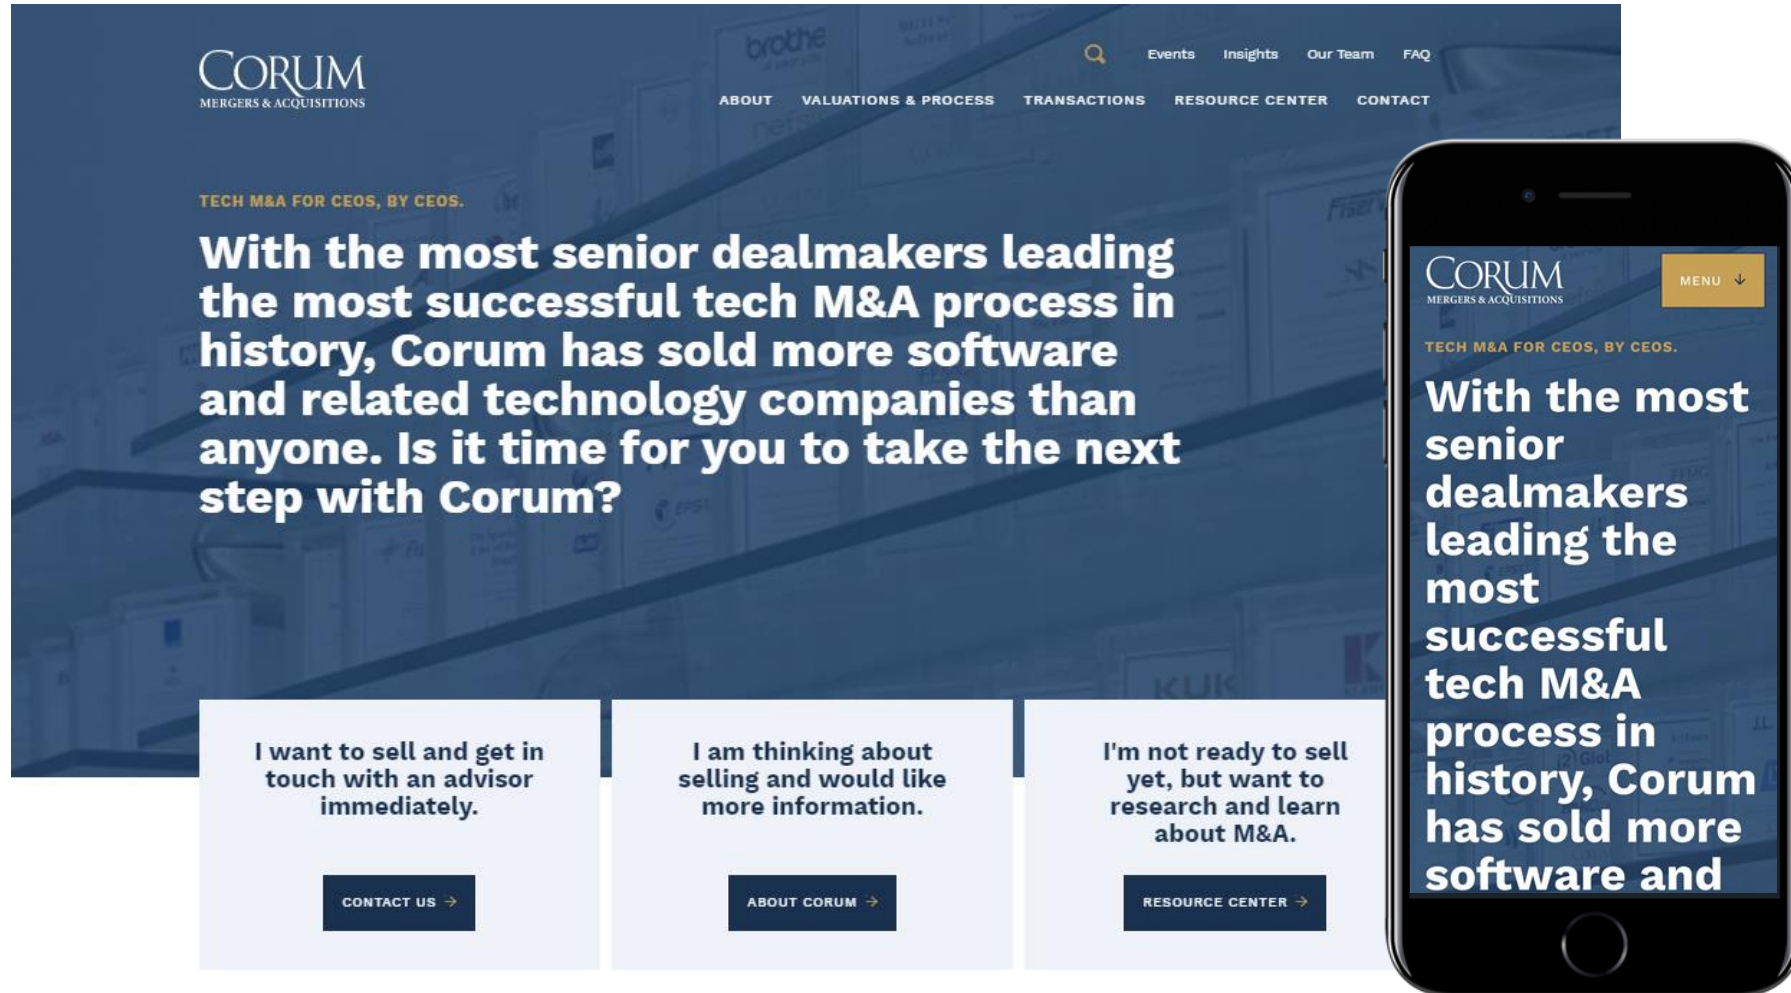 CORUM
MERGERS & ACQUISITIONS
Events Insights Our Team FAQ
ABOUT VALUATIONS & PROCESS TRANSACTIONS RESOURCE CENTER CONTACT
TECH M&A FOR CEOS, BY CEOS.
With the most senior dealmakers leading
the most successful tech M&A process in
history, Corum has sold more software
and related technology companies than
anyone. Is it time for you to take the next
step with Corum?
brothe
Fiserv
KUK
I want to sell and get in
touch with an advisor
immediately.
CONTACT US →
I am thinking about
selling and would like
more information.
ABOUT CORUM →
I'm not ready to sell
yet, but want to
research and learn
about M&A.
RESOURCE CENTER →
CORUM
MERGERS & ACQUISITIONS
MENU ↓
TECH M&A FOR CEOS, BY CEOS.
With the most
senior
dealmakers
leading the
most
successful
tech M&A
process in
history, Corum
has sold more
software and